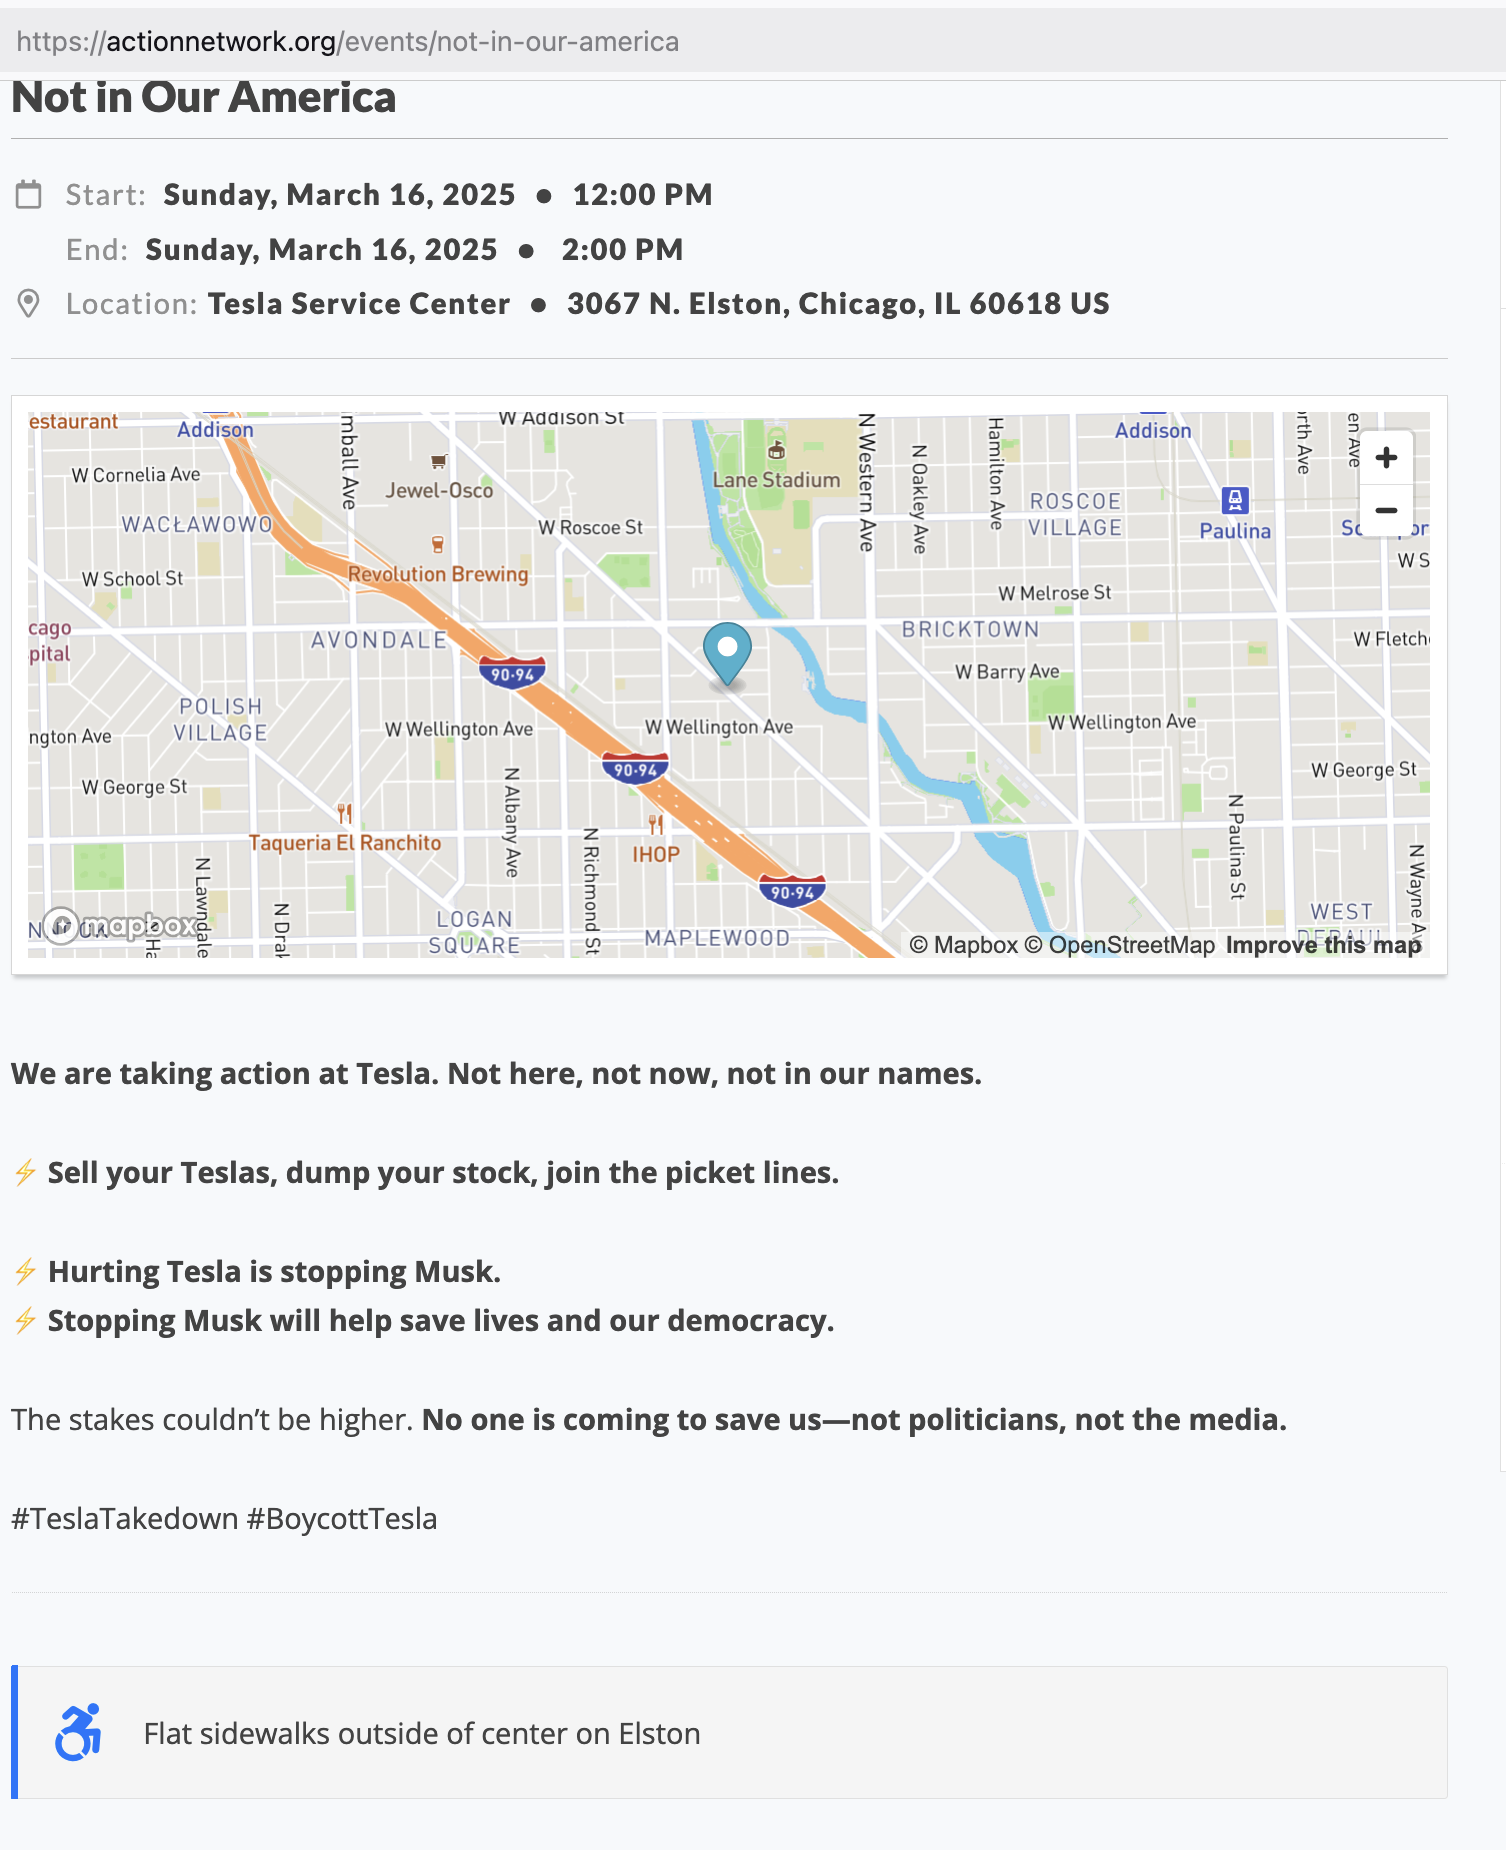 https://actionnetwork.org/events/not-in-our-america
Not in Our America
Start: Sunday, March 16, 2025 ● 12:00 PM
End: Sunday, March 16, 2025 ● 2:00 PM
Location: Tesla Service Center ● 3067 N. Elston, Chicago, IL 60618 US
estaurant
Addison
mball Ave
W Addison St
N Western Ave
N Oakley Ave
Hamilton Ave
Addison
rth Ave
en Ave
+
−
W Cornelia Ave
Jewel-Osco
Lane Stadium
ROSCOE
VILLAGE
WACŁAWOWO
W Roscoe St
Paulina
W S
W School St
Revolution Brewing
W Melrose St
cago
pital
AVONDALE
BRICKTOWN
W Fletch
90-94
W Barry Ave
POLISH
VILLAGE
ngton Ave
W Wellington Ave
W Wellington Ave
W Wellington Ave
90-94
W George St
W George St
N Albany Ave
N Paulina St
Taqueria El Ranchito
N Richmond St
IHOP
N Wayne A
N Lawndale
90-94
N Drak
LOGAN
SQUARE
MAPLEWOOD
WEST
DEPAUL
mapbox
© Mapbox © OpenStreetMap Improve this map
We are taking action at Tesla. Not here, not now, not in our names.
⚡ Sell your Teslas, dump your stock, join the picket lines.
⚡ Hurting Tesla is stopping Musk.
⚡ Stopping Musk will help save lives and our democracy.
The stakes couldn’t be higher. No one is coming to save us—not politicians, not the media.
#TeslaTakedown #BoycottTesla
Flat sidewalks outside of center on Elston